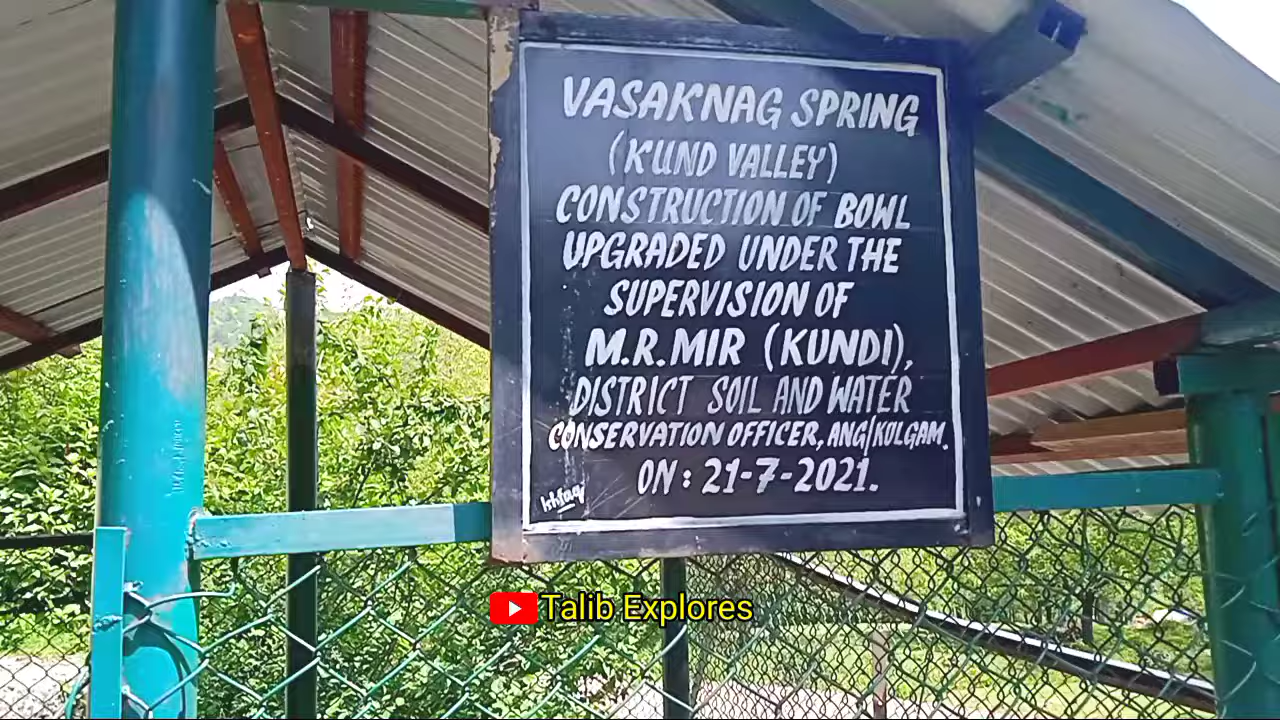 VASAKNAG SPRING
(KUND VALLEY)
CONSTRUCTION OF BOWL
UPGRADED UNDER THE
SUPERVISION OF
M.R.MIR (KUNDI),
DISTRICT SOIL AND WATER
CONSERVATION OFFICER, ANG/KULGAM.
ON: 21-7-2021.
Ishfaq
Talib Explores